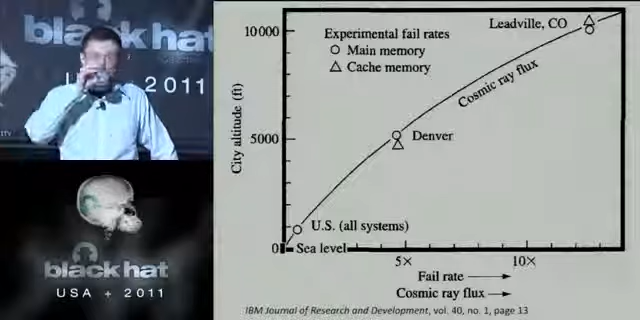 black hat
USA 2011
black hat
USA + 2011
10000
5000
0
City altitude (ft)
Experimental fail rates
Main memory
Cache memory
Leadville, CO
Cosmic ray flux
Denver
U.S. (all systems)
Sea level
5×
10×
Fail rate
Cosmic ray flux
IBM Journal of Research and Development, vol. 40, no. 1, page 13